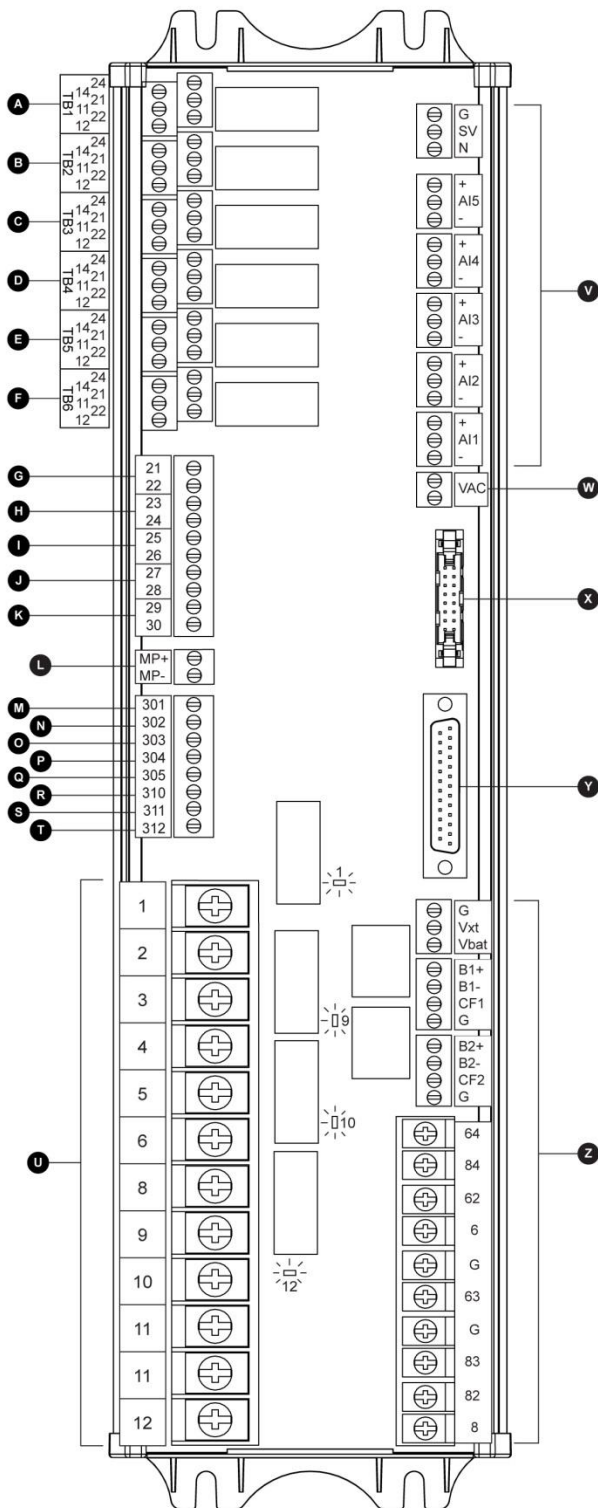 A
TB1
24
14 21
11 22
12
B
TB2
24
14 21
11 22
12
C
TB3
24
14 21
11 22
12
D
TB4
24
14 21
11 22
12
E
TB5
24
14 21
11 22
12
F
TB6
24
14 21
11 22
12
G
21
22
H
23
24
I
25
26
J
27
28
K
29
30
L
MP+
MP-
M
301
N
302
O
303
P
304
Q
305
R
310
S
311
T
312
U
1
2
3
4
5
6
8
9
10
11
11
12
1
9
10
12
G
SV
N
+
AI5
-
+
AI4
-
+
AI3
-
+
AI2
-
+
AI1
-
V
VAC
W
X
Y
G
Vxt
Vbat
B1+
B1-
CF1
G
B2+
B2-
CF2
G
64
84
62
6
G
63
G
83
82
8
Z